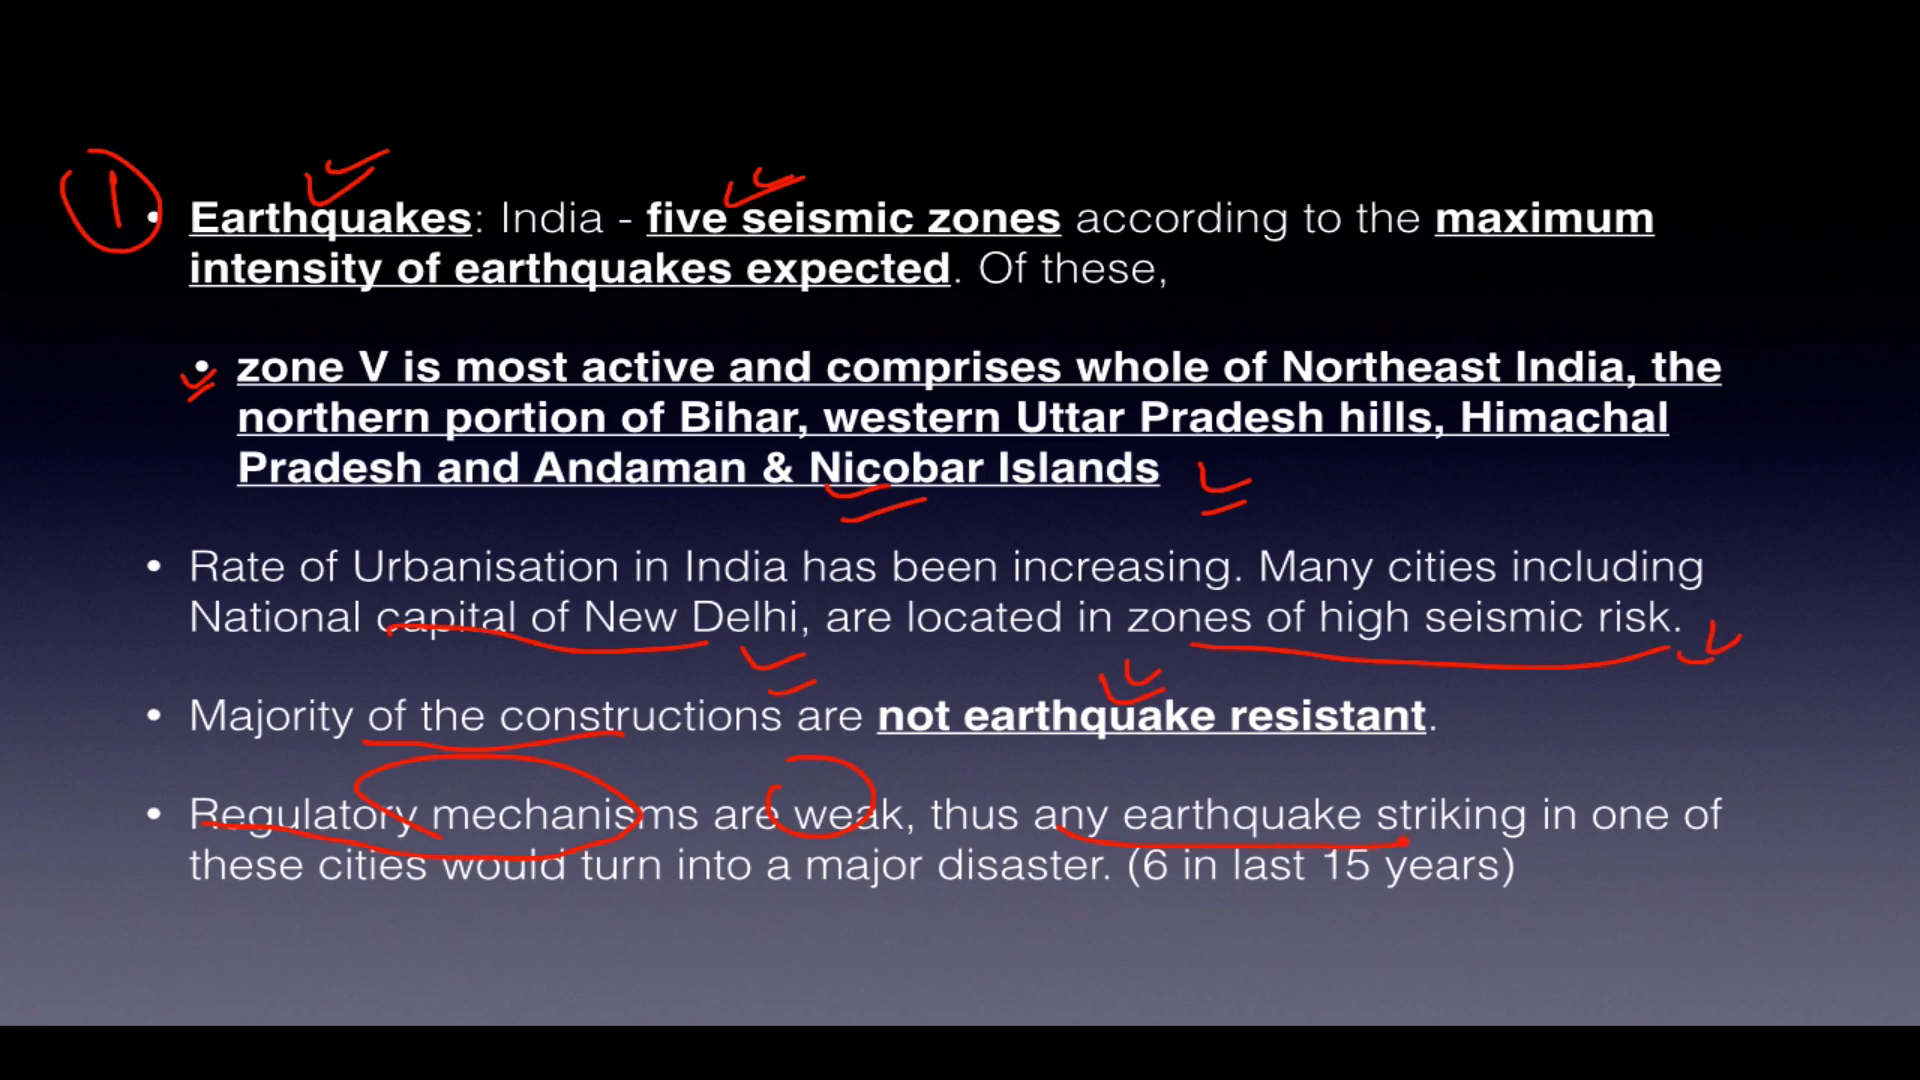 1
• Earthquakes: India - five seismic zones according to the maximum
intensity of earthquakes expected. Of these,
• zone V is most active and comprises whole of Northeast India, the
northern portion of Bihar, western Uttar Pradesh hills, Himachal
Pradesh and Andaman & Nicobar Islands
• Rate of Urbanisation in India has been increasing. Many cities including
National capital of New Delhi, are located in zones of high seismic risk.
• Majority of the constructions are not earthquake resistant.
• Regulatory mechanisms are weak, thus any earthquake striking in one of
these cities would turn into a major disaster. (6 in last 15 years)